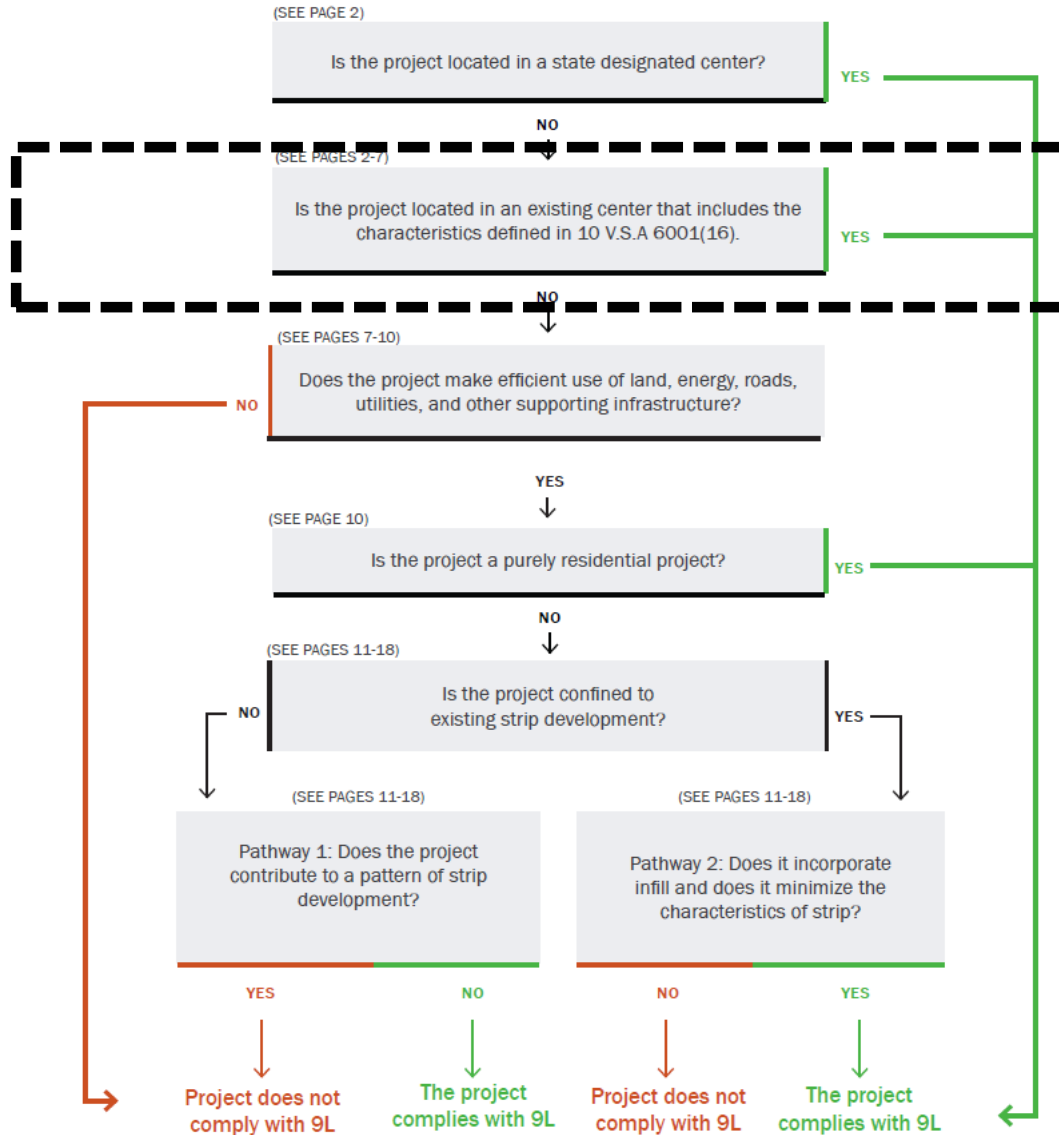 (SEE PAGE 2)
Is the project located in a state designated center?
YES
NO
(SEE PAGES 2-7)
Is the project located in an existing center that includes the
characteristics defined in 10 V.S.A 6001(16).
YES
NO
(SEE PAGES 7-10)
Does the project make efficient use of land, energy, roads,
utilities, and other supporting infrastructure?
NO
YES
(SEE PAGE 10)
Is the project a purely residential project?
YES
NO
(SEE PAGES 11-18)
Is the project confined to
existing strip development?
NO
YES
(SEE PAGES 11-18)
Pathway 1: Does the project
contribute to a pattern of strip
development?
YES
NO
Project does not
comply with 9L
The project
complies with 9L
(SEE PAGES 11-18)
Pathway 2: Does it incorporate
infill and does it minimize the
characteristics of strip?
NO
YES
Project does not
comply with 9L
The project
complies with 9L